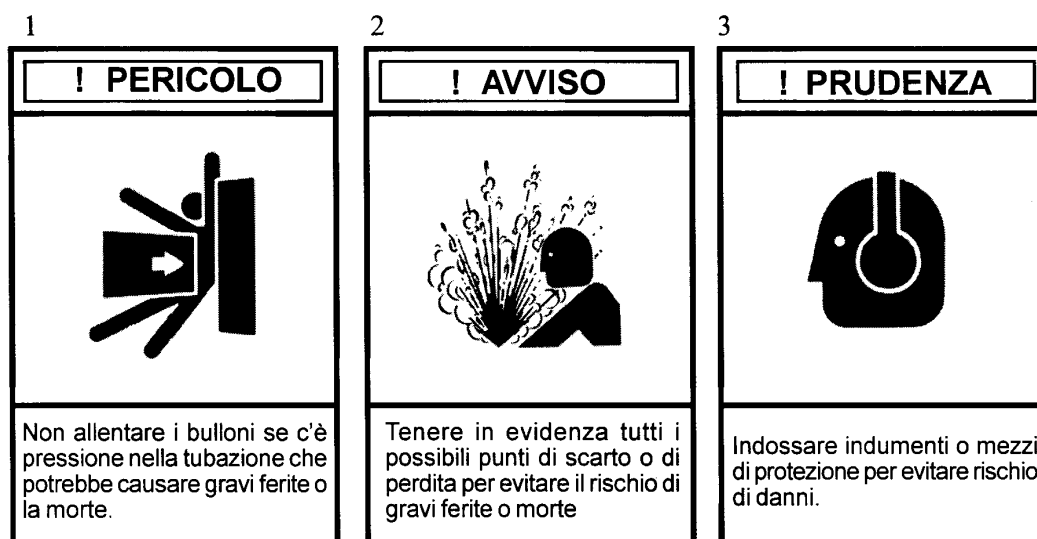 1
! PERICOLO
Non allentare i bulloni se c'è
pressione nella tubazione che
potrebbe causare gravi ferite o
la morte.
2
! AVVISO
Tenere in evidenza tutti i
possibili punti di scarto o di
perdita per evitare il rischio di
gravi ferite o morte
3
! PRUDENZA
Indossare indumenti o mezzi
di protezione per evitare rischio
di danni.